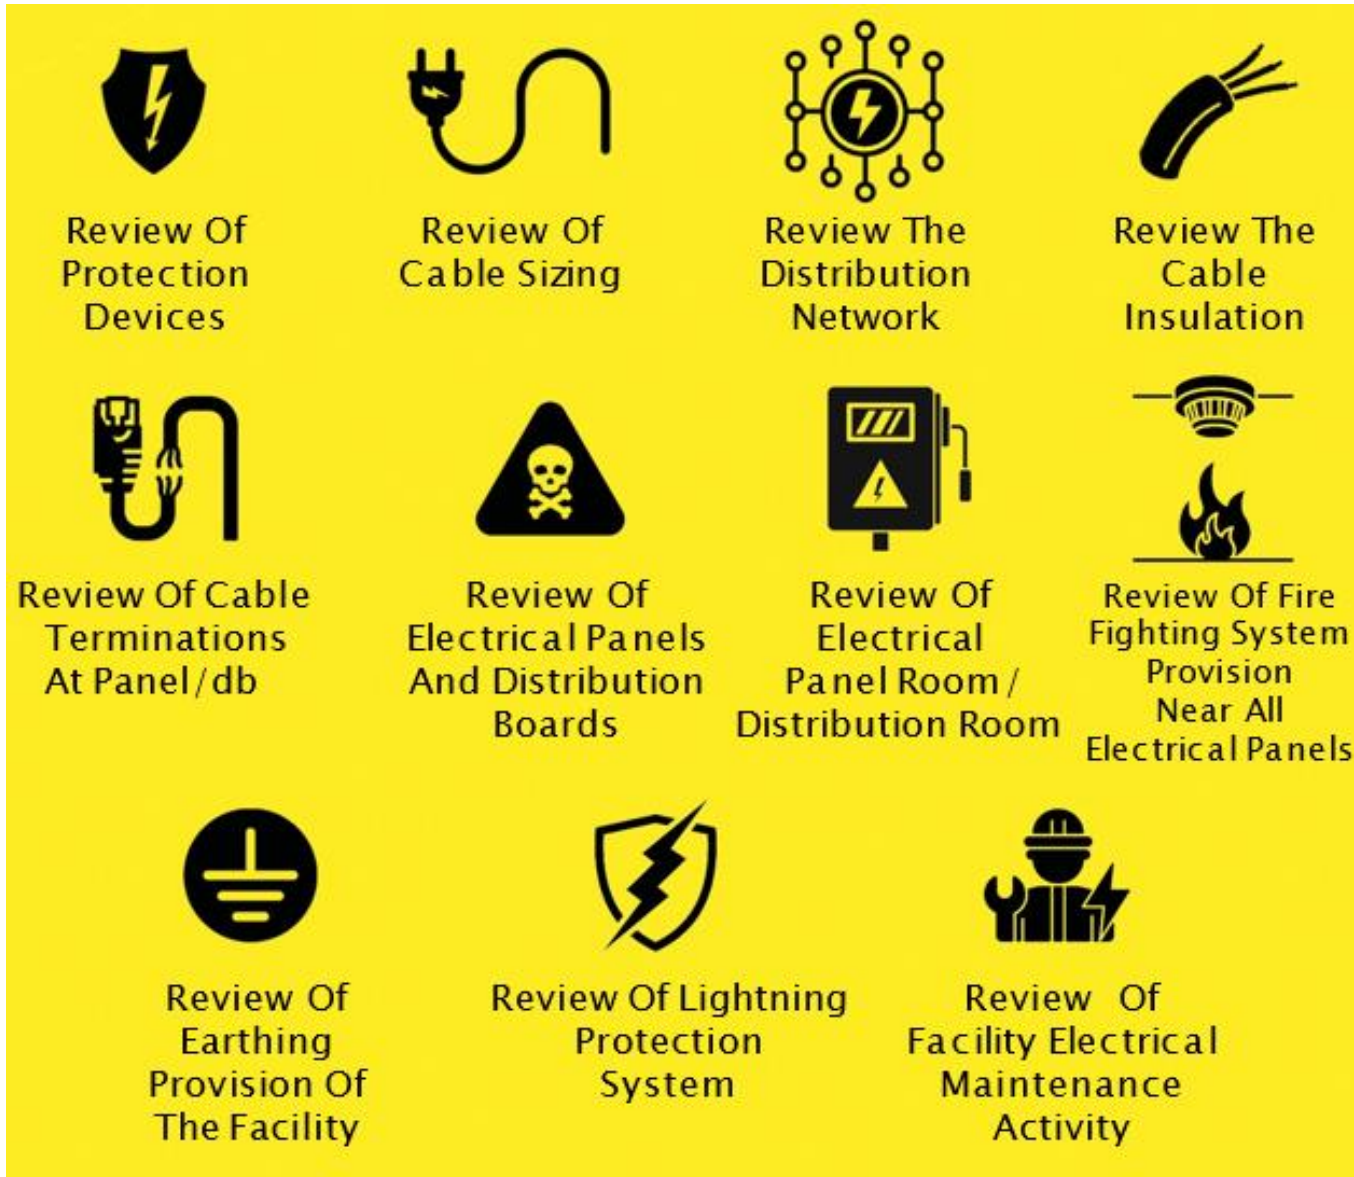 Review Of
Protection
Devices
Review Of
Cable Sizing
Review The
Distribution
Network
Review The
Cable
Insulation
Review Of Cable
Terminations
At Panel/db
Review Of
Electrical Panels
And Distribution
Boards
Review Of
Electrical
Panel Room/
Distribution Room
Review Of Fire
Fighting System
Provision
Near All
Electrical Panels
Review Of
Earthing
Provision Of
The Facility
Review Of Lightning
Protection
System
Review Of
Facility Electrical
Maintenance
Activity